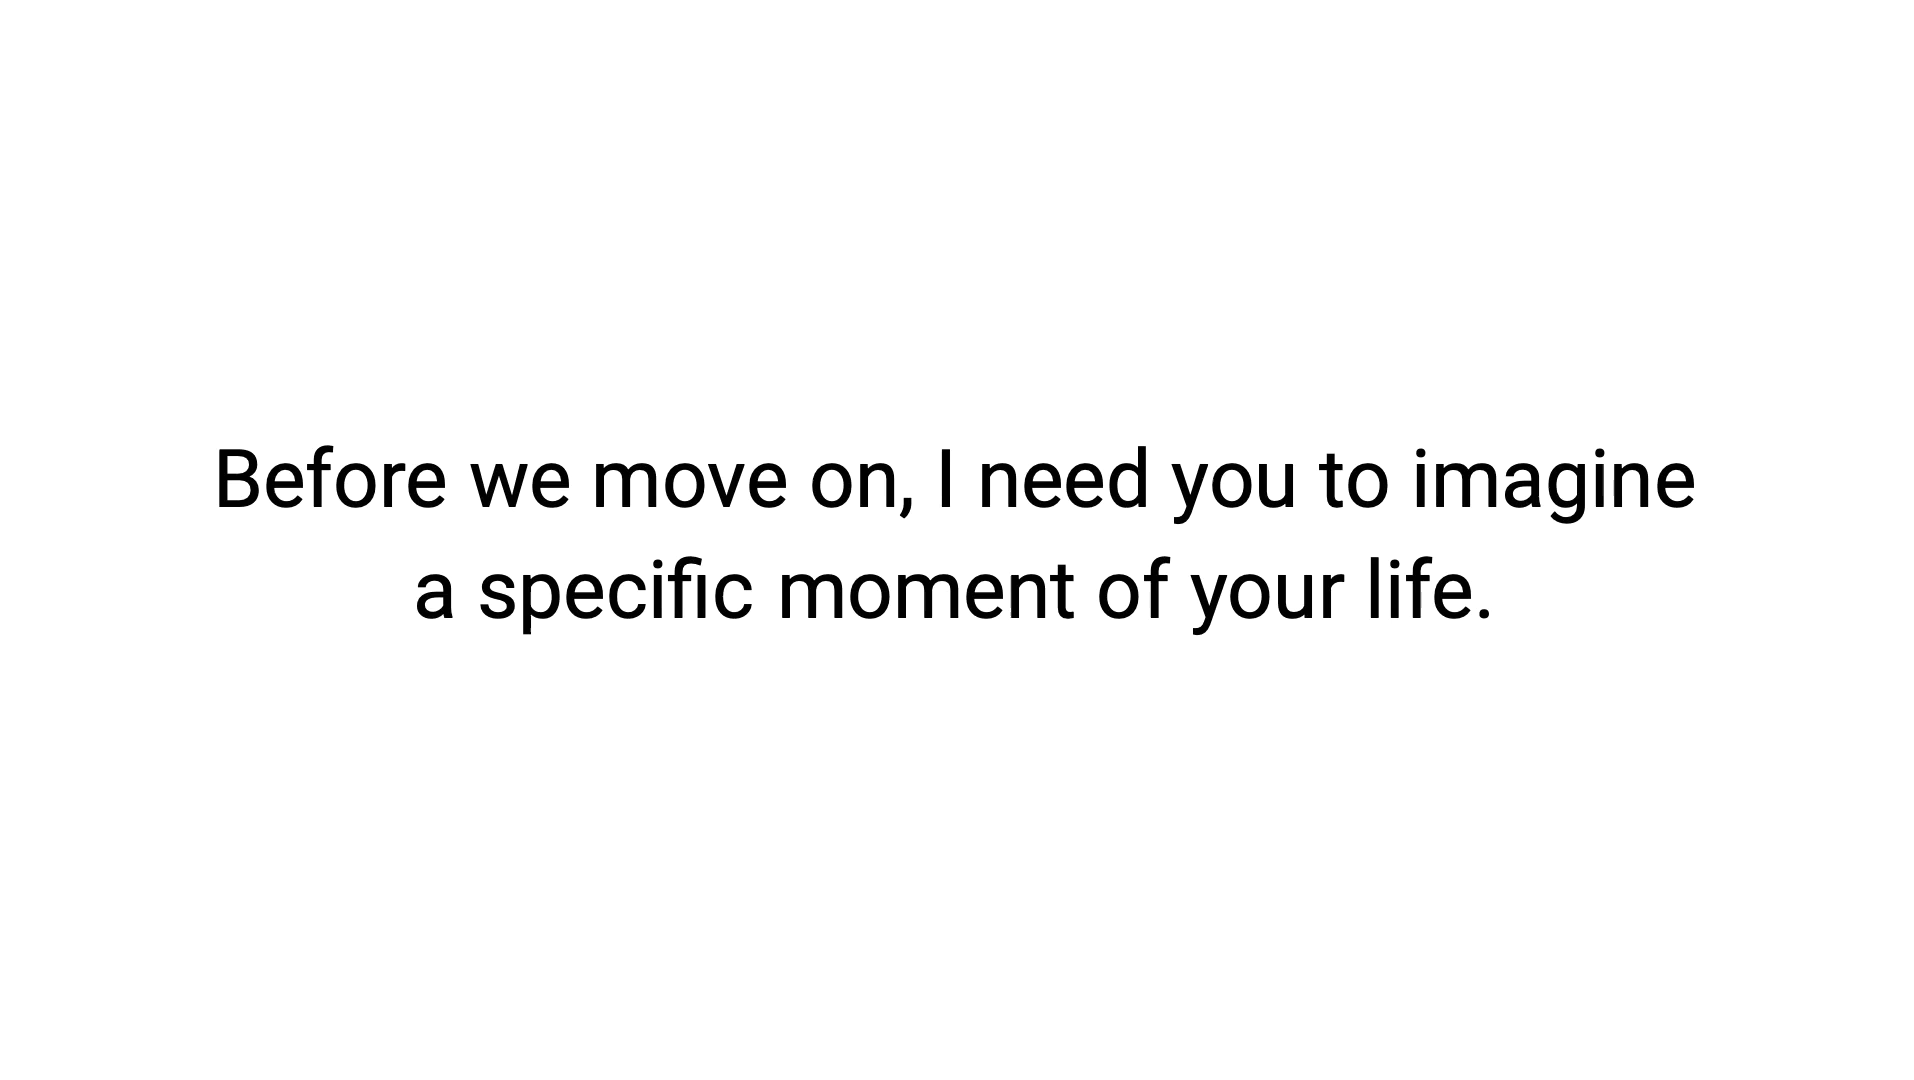 Before we move on, I need you to imagine
a specific moment of your life.